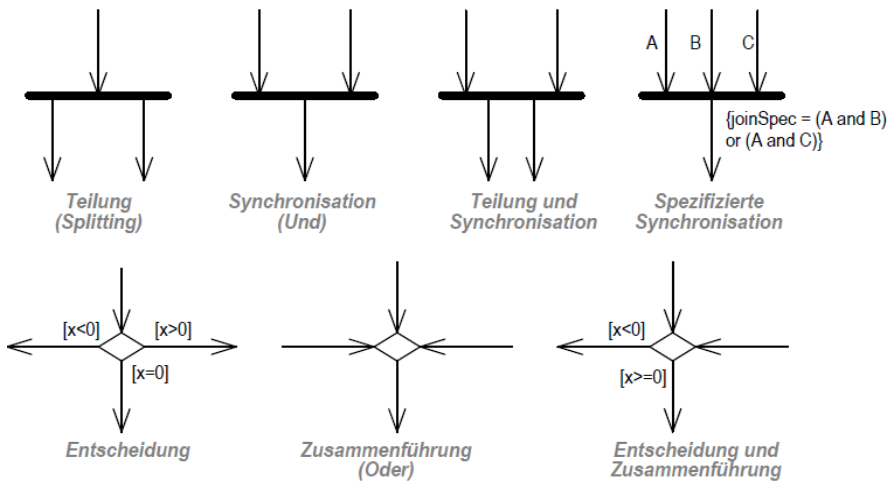 A
B
C
{joinSpec = (A and B)
or (A and C)}
Teilung
(Splitting)
Synchronisation
(Und)
Teilung und
Synchronisation
Spezifizierte
Synchronisation
[x<0]
[x>0]
[x=0]
[x<0]
[x>=0]
Entscheidung
Zusammenführung
(Oder)
Entscheidung und
Zusammenführung